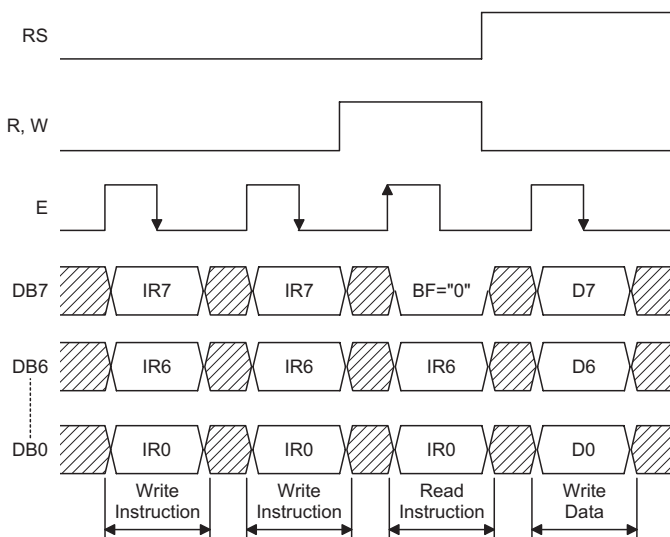 RS
R, W
E
DB7 IR7 IR7 BF="0" D7
DB6 IR6 IR6 IR6 D6
DB0 IR0 IR0 IR0 D0
Write Write Read Write
Instruction Instruction Instruction Data